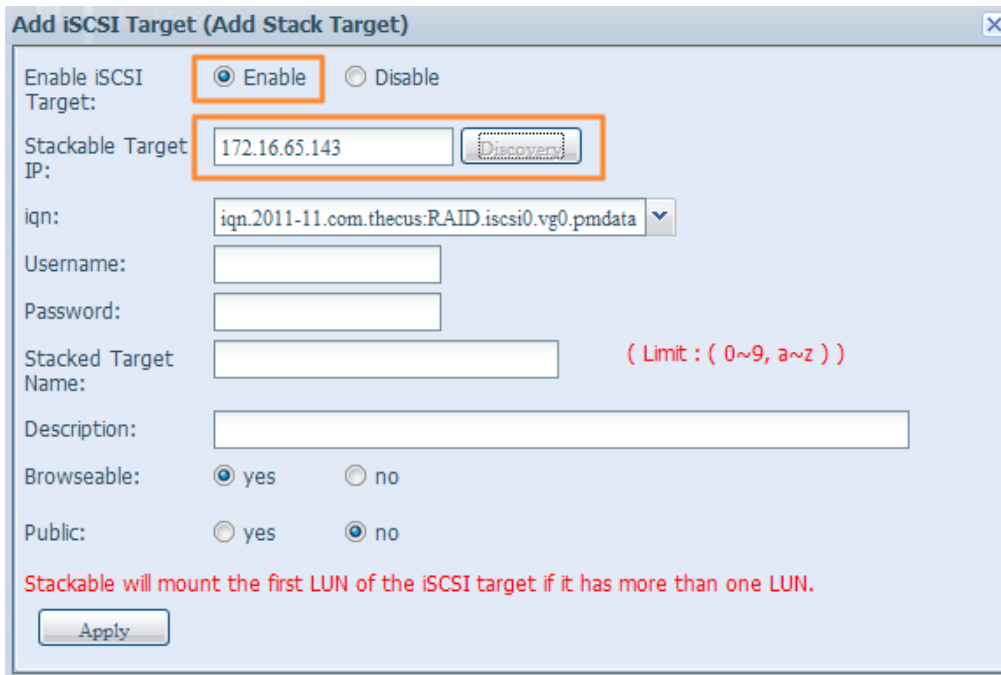 Add iSCSI Target (Add Stack Target)
Enable iSCSI Target: Enable Disable
Stackable Target IP: 172.16.65.143 Discovery
iqn: iqn.2011-11.com.thecus:RAID.iscsi0.vg0.pmdata
Username:
Password:
Stacked Target Name: ( Limit : ( 0~9, a~z ) )
Description:
Browseable: yes no
Public: yes no
Stackable will mount the first LUN of the iSCSI target if it has more than one LUN.
Apply